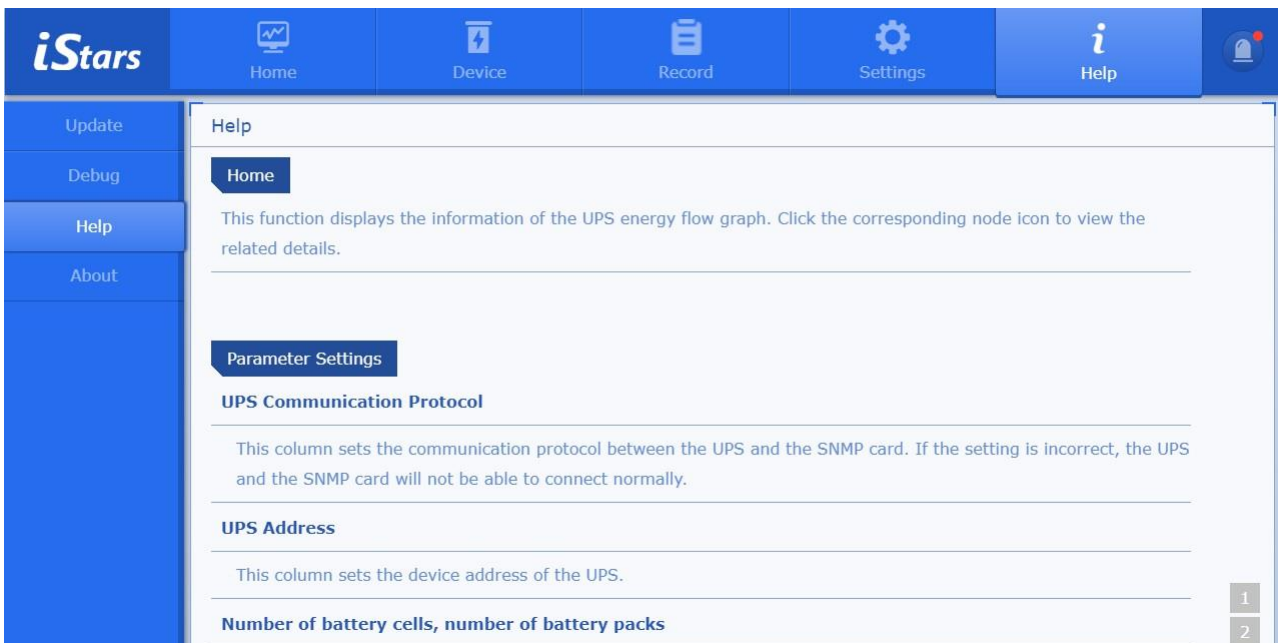 iStars
Home
Device
Record
Settings
Help
Update
Debug
Help
About
Help
Home
This function displays the information of the UPS energy flow graph. Click the corresponding node icon to view the
related details.
Parameter Settings
UPS Communication Protocol
This column sets the communication protocol between the UPS and the SNMP card. If the setting is incorrect, the UPS
and the SNMP card will not be able to connect normally.
UPS Address
This column sets the device address of the UPS.
Number of battery cells, number of battery packs
1
2